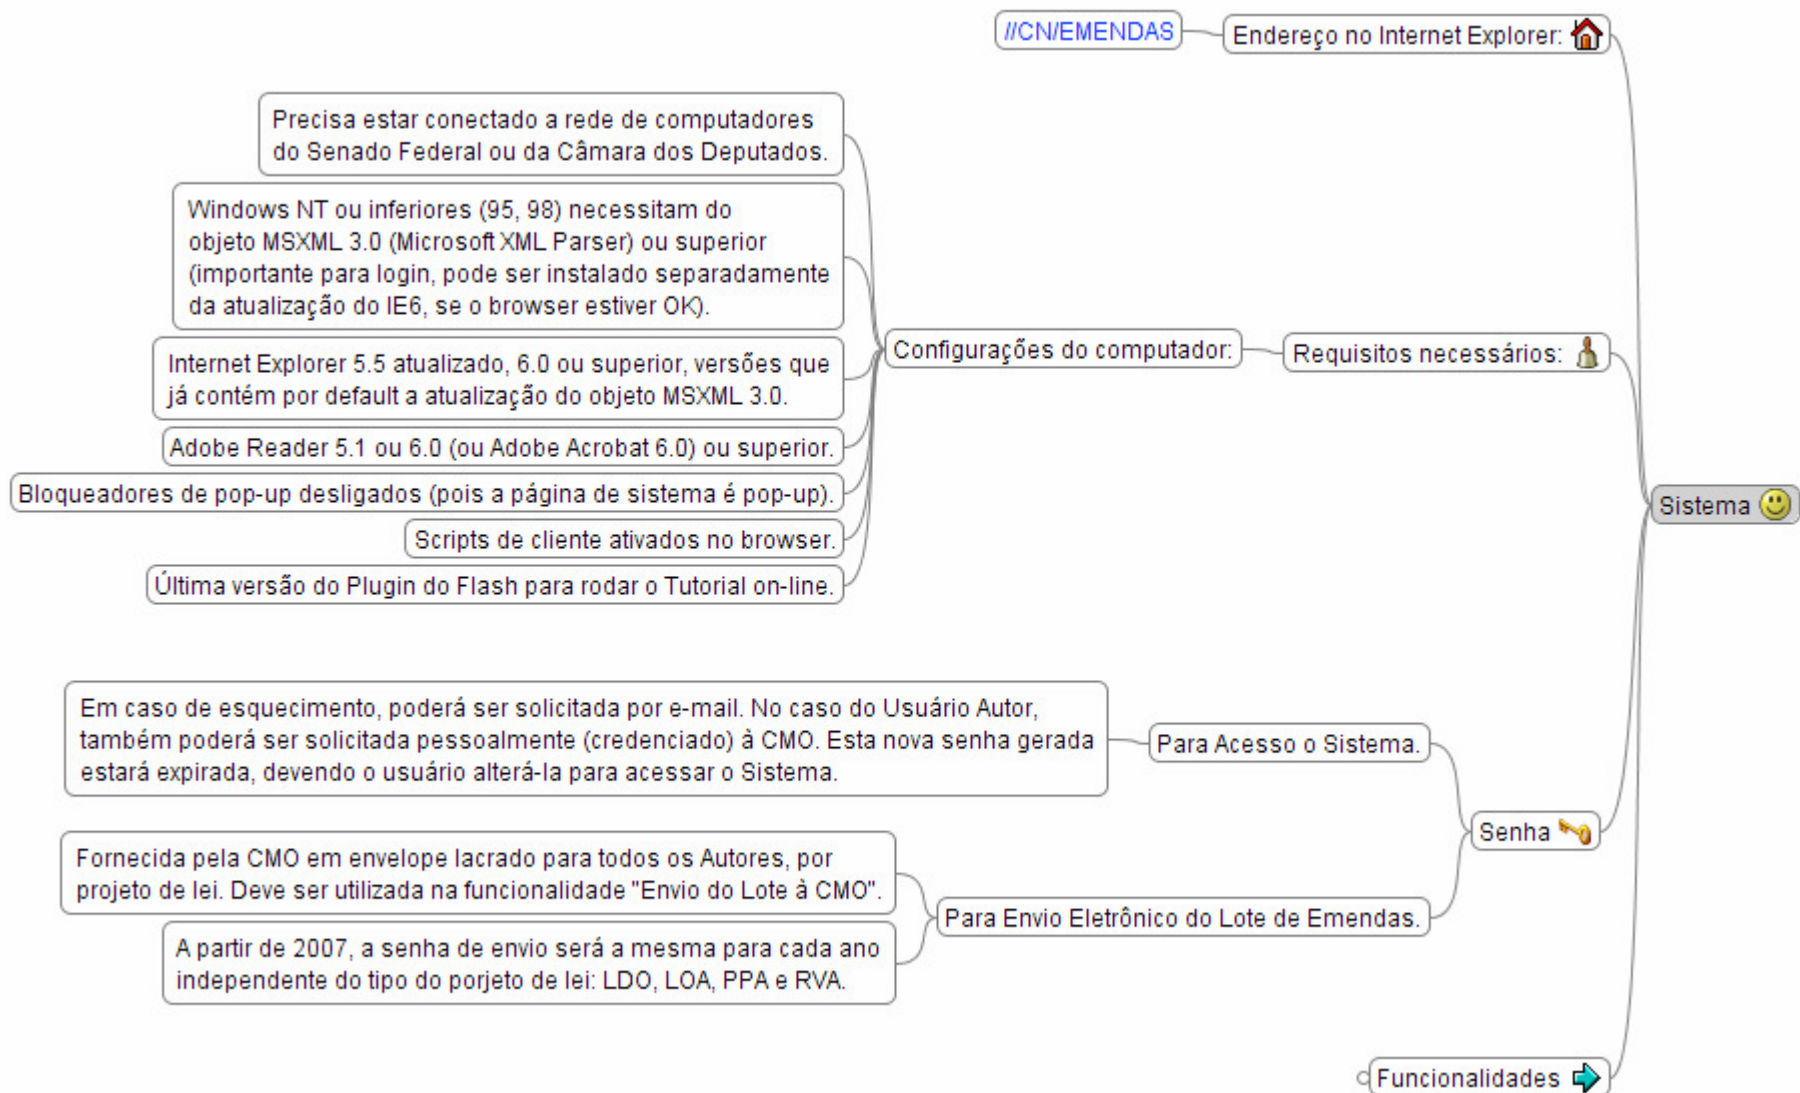 //CN/EMENDAS
Endereço no Internet Explorer:
Precisa estar conectado a rede de computadores
do Senado Federal ou da Câmara dos Deputados.
Windows NT ou inferiores (95, 98) necessitam do
objeto MSXML 3.0 (Microsoft XML Parser) ou superior
(importante para login, pode ser instalado separadamente
da atualização do IE6, se o browser estiver OK).
Internet Explorer 5.5 atualizado, 6.0 ou superior, versões que
já contém por default a atualização do objeto MSXML 3.0.
Adobe Reader 5.1 ou 6.0 (ou Adobe Acrobat 6.0) ou superior.
Bloqueadores de pop-up desligados (pois a página de sistema é pop-up).
Scripts de cliente ativados no browser.
Última versão do Plugin do Flash para rodar o Tutorial on-line.
Configurações do computador:
Requisitos necessários:
Sistema
Em caso de esquecimento, poderá ser solicitada por e-mail. No caso do Usuário Autor,
também poderá ser solicitada pessoalmente (credenciado) à CMO. Esta nova senha gerada
estará expirada, devendo o usuário alterá-la para acessar o Sistema.
Para Acesso o Sistema.
Senha
Fornecida pela CMO em envelope lacrado para todos os Autores, por
projeto de lei. Deve ser utilizada na funcionalidade "Envio do Lote à CMO".
A partir de 2007, a senha de envio será a mesma para cada ano
independente do tipo do porjeto de lei: LDO, LOA, PPA e RVA.
Para Envio Eletrônico do Lote de Emendas.
Funcionalidades